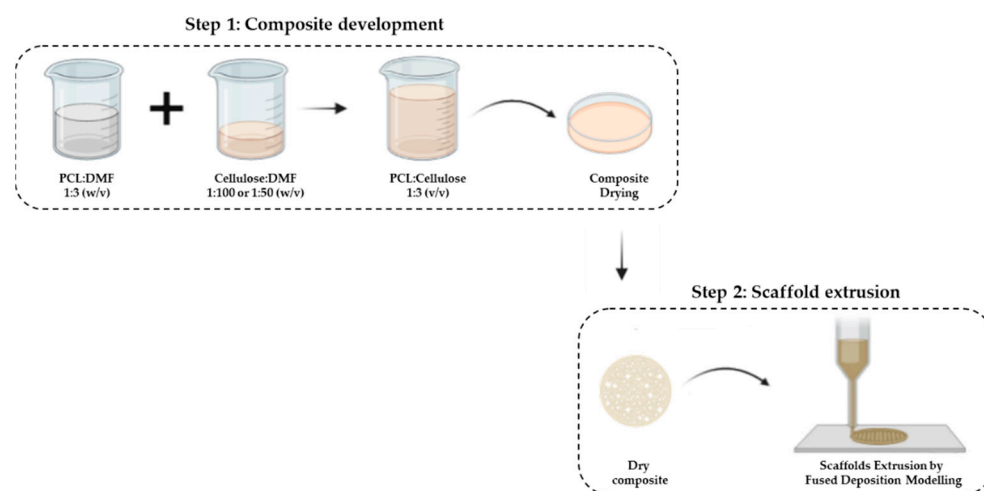 Step 1: Composite development
PCL:DMF
1:3 (w/v)
Cellulose:DMF
1:100 or 1:50 (w/v)
PCL:Cellulose
1:3 (v/v)
Composite
Drying
Step 2: Scaffold extrusion
Dry
composite
Scaffolds Extrusion by
Fused Deposition Modelling